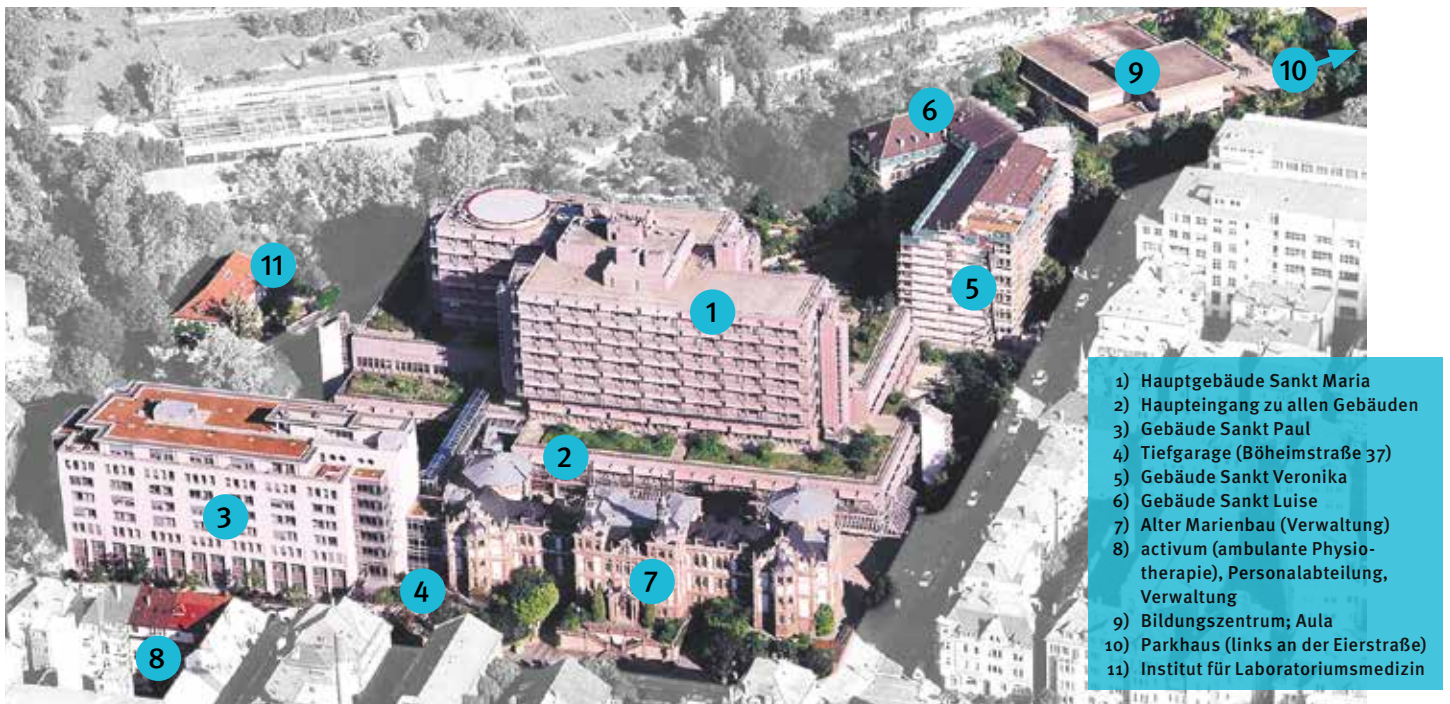 9
10
6
11
5
1
2
3
4
7
8
1) Hauptgebäude Sankt Maria
2) Haupteingang zu allen Gebäuden
3) Gebäude Sankt Paul
4) Tiefgarage (Böheimstraße 37)
5) Gebäude Sankt Veronika
6) Gebäude Sankt Luise
7) Alter Marienbau (Verwaltung)
8) activum (ambulante Physio-
therapie), Personalabteilung,
Verwaltung
9) Bildungszentrum; Aula
10) Parkhaus (links an der Eierstraße)
11) Institut für Laboratoriumsmedizin